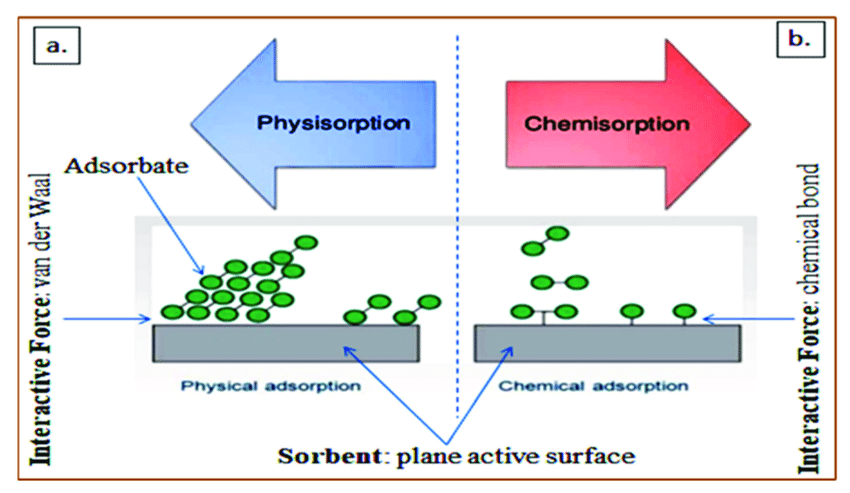 a.
b.
Physisorption
Chemisorption
Adsorbate
Interactive Force: van der Waal
Interactive Force: chemical bond
Physical adsorption
Chemical adsorption
Sorbent: plane active surface